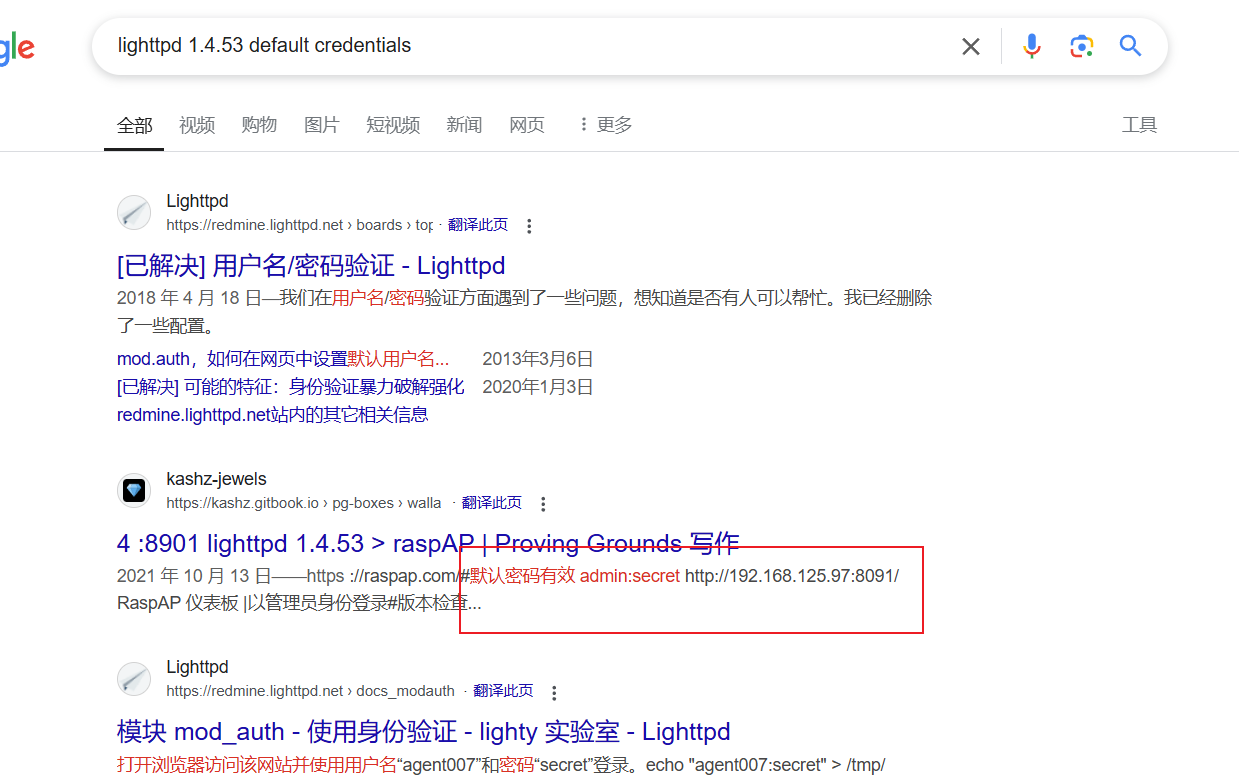 gle
lighttpd 1.4.53 default credentials
全部 视频 购物 图片 短视频 新闻 网页 更多 工具
Lighttpd
https://redmine.lighttpd.net › boards › top · 翻译此页
[已解决] 用户名/密码验证 - Lighttpd
2018 年 4 月 18 日—我们在用户名/密码验证方面遇到了一些问题，想知道是否有人可以帮忙。我已经删除
了一些配置。
mod.auth，如何在网页中设置默认用户名... 2013年3月6日
[已解决] 可能的特征：身份验证暴力破解强化 2020年1月3日
redmine.lighttpd.net站内的其它相关信息
kashz-jewels
https://kashz.gitbook.io › pg-boxes › walla · 翻译此页
4 :8901 lighttpd 1.4.53 > raspAP | Proving Grounds 写作
2021 年 10 月 13 日——https ://raspap.com/#默认密码有效 admin:secret http://192.168.125.97:8091/
RaspAP 仪表板 |以管理员身份登录#版本检查...
Lighttpd
https://redmine.lighttpd.net › docs_modauth · 翻译此页
模块 mod_auth - 使用身份验证 - lighty 实验室 - Lighttpd
打开浏览器访问该网站并使用用户名“agent007”和密码“secret”登录。echo "agent007:secret" > /tmp/